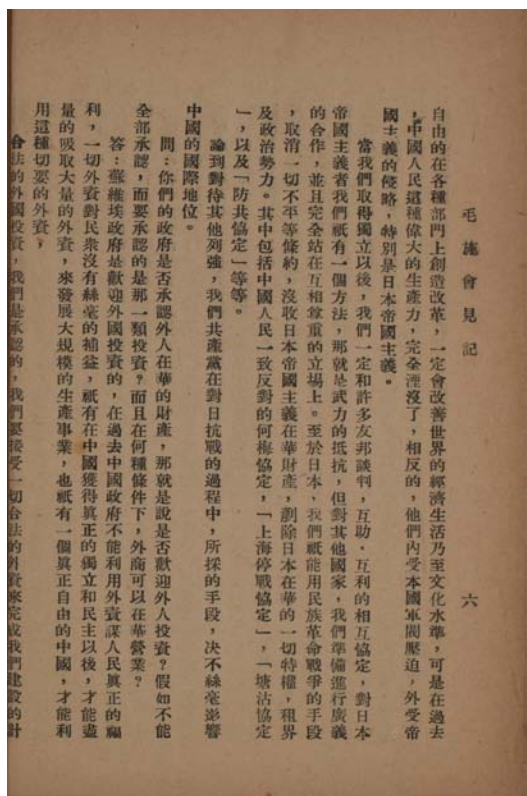 毛施會見記
六
自由的在各種部門上創造改革，一定會改善世界的經濟生活乃至文化水準，可是在過去
，中國人民這種偉大的生產力，完全湮沒了，相反的，他們內受本國軍閥壓迫，外受帝
國主義的侵略，特別是日本帝國主義。
當我們取得獨立以後，我們一定和許多友邦談判，互助．互利的相互協定，對日本
帝國主義者我們祇有一個方法，那就是武力的抵抗，但對其他國家，我們準備進行廣義
的合作，並且完全站在互相尊重的立場上。至於日本，我們祇能用民族革命戰爭的手段
，取消一切不平等條約，沒收日本帝國主義在華財產，剷除日本在華的一切特權，租界
及政治勢力。其中包括中國人民一致反對的何梅協定，「上海停戰協定」，「塘沽協定
」，以及「防共協定」等等。
論到對待其他列強，我們共產黨在對日抗戰的過程中，所採的手段，决不絲毫影響
中國的國際地位。
問：你們的政府是否承認外人在華的財產，那就是說是否歡迎外人投資？假如不能
全部承認，而要承認的是那一類投資？而且在何種條件下，外商可以在華營業？
答：蘇維埃政府是歡迎外國投資的，在過去中國政府不能利用外資謀人民眞正的福
利，一切外資對民衆沒有絲毫的補益，祇有在中國獲得眞正的獨立和民主以後，才能盡
量的吸取大量的外資，來發展大規模的生產事業，也祇有一個眞正自由的中國，才能利
用這種切要的外資，
合法的外國投資，我們是承認的，我們要接受一切合法的外資來完成我們建設的計